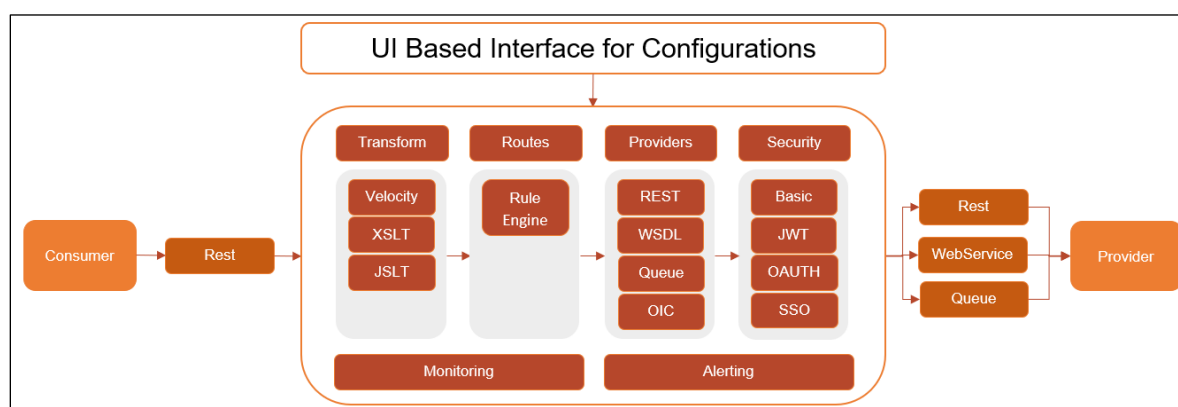 UI Based Interface for Configurations
Transform
Routes
Providers
Security
Velocity
XSLT
JSLT
Rule
Engine
REST
WSDL
Queue
OIC
Basic
JWT
OAUTH
SSO
Consumer
Rest
Rest
WebService
Queue
Provider
Monitoring
Alerting